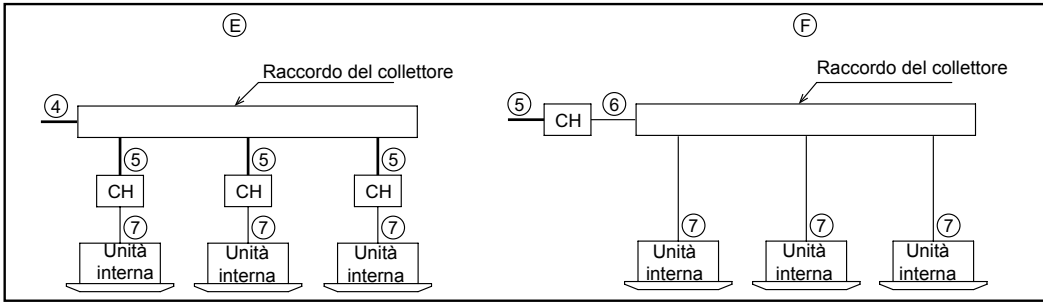 Ⓔ
Raccordo del collettore
④
⑤ ⑤ ⑤
CH CH CH
⑦ ⑦ ⑦
Unità interna
Unità interna
Unità interna
Ⓕ
Raccordo del collettore
⑤ CH ⑥
⑦ ⑦ ⑦
Unità interna
Unità interna
Unità interna